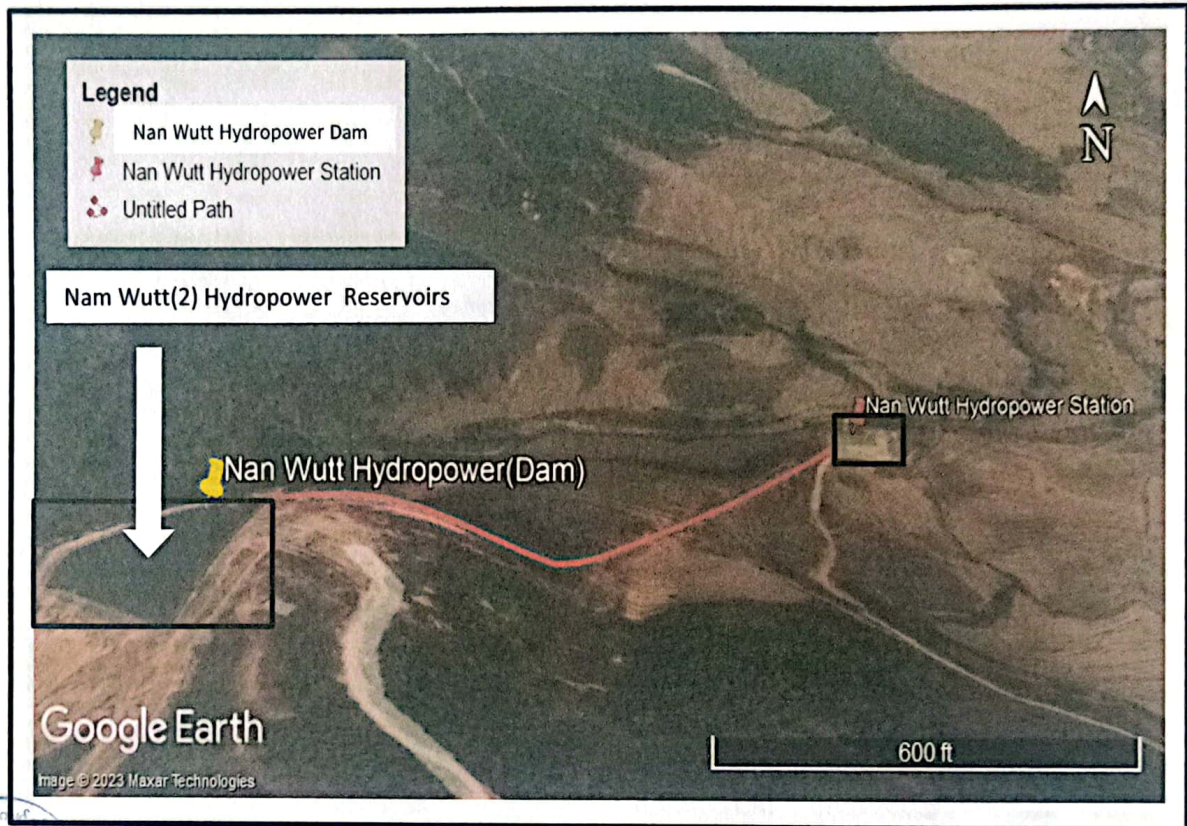 Legend
Nan Wutt Hydropower Dam
Nan Wutt Hydropower Station
Untitled Path
N
Nam Wutt(2) Hydropower Reservoirs
Nan Wutt Hydropower Station
Nan Wutt Hydropower(Dam)
Google Earth
600 ft
Image © 2023 Maxar Technologies